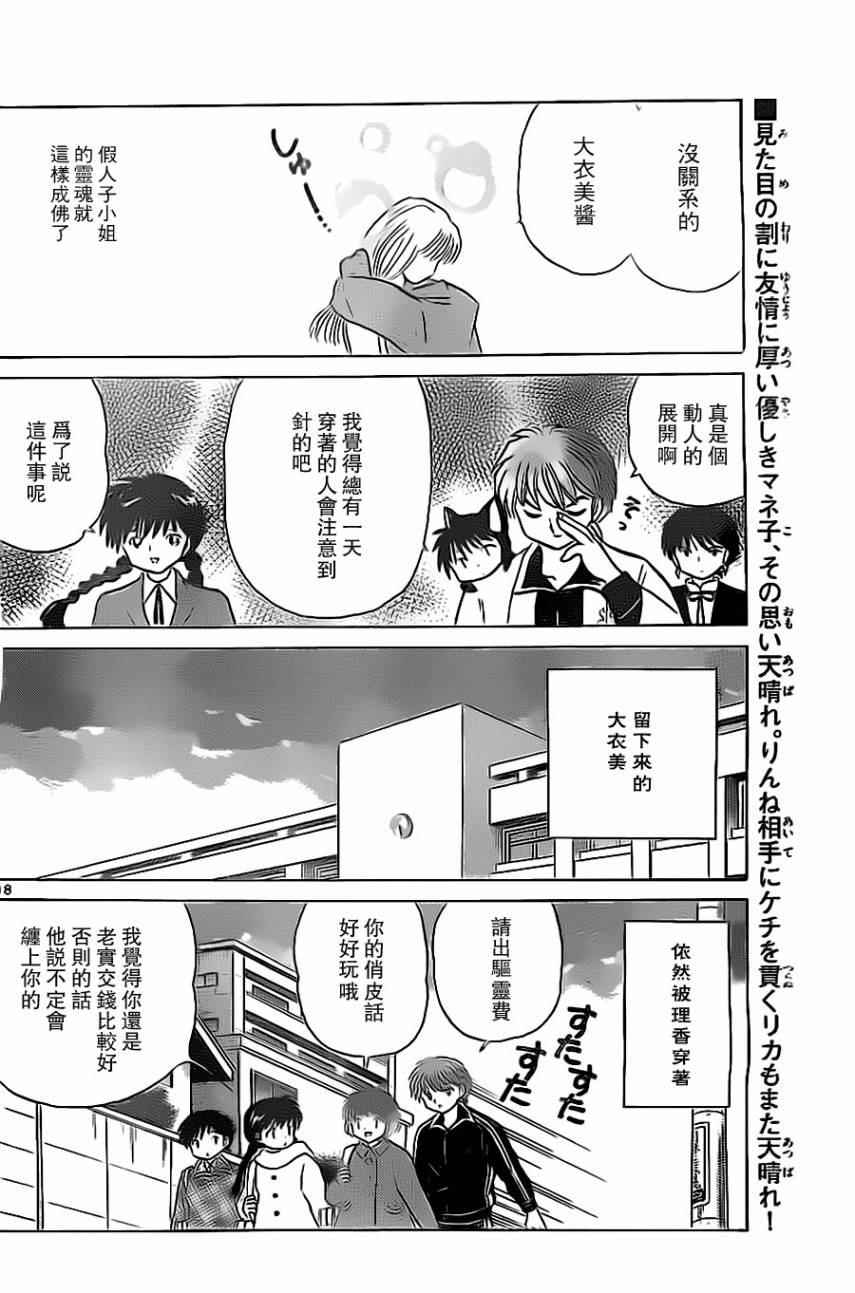 ■見た目の割に友情に厚い優しきマネ子、その思い天晴れ。りんね相手にケチを貫くリカもまた天晴れ!
沒關系的
大衣美醬
しゅー
假人子小姐
的靈魂就
這樣成佛了
真是個
動人的
展開啊
ぞっ
我覺得總有一天
穿著的人會注意到
針的吧
爲了説
這件事呢
留下來的
大衣美
依然被理香穿著
請出驅靈費
すたすた
すた
你的俏皮話
好好玩哦
我覺得你還是
老實交錢比較好
否則的話
他説不定會
纏上你的